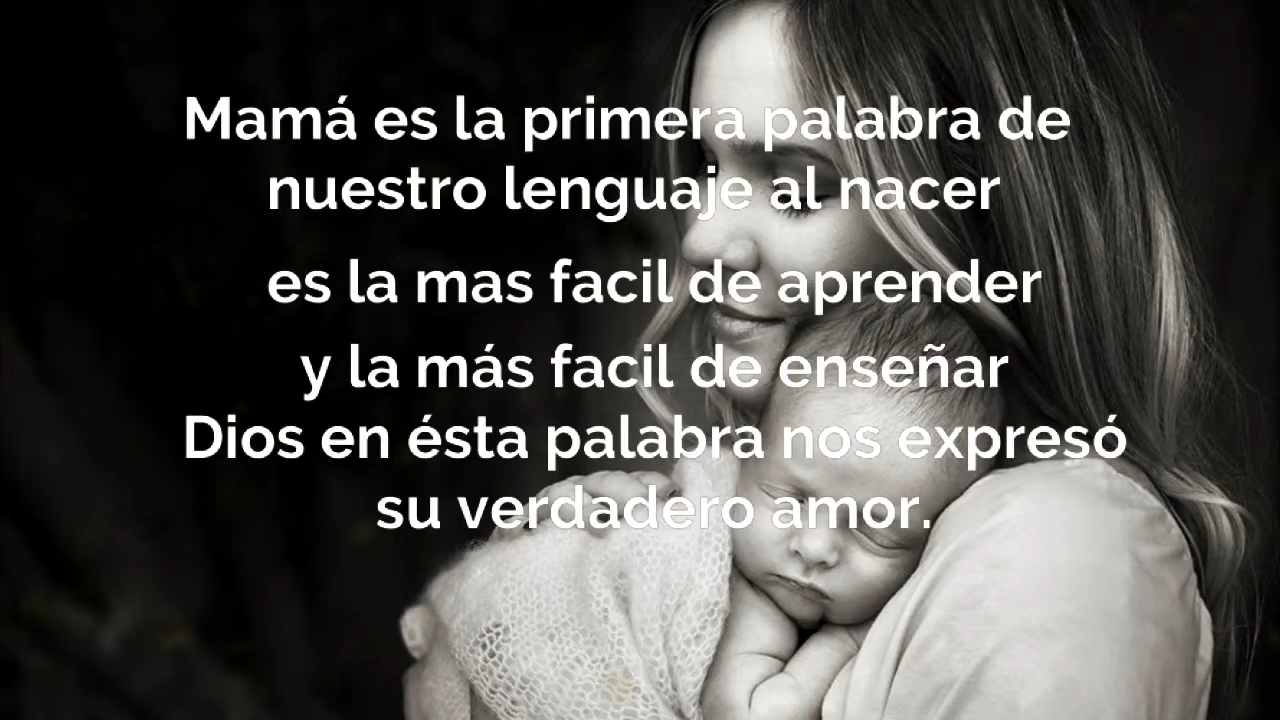 Mamá es la primera palabra de
nuestro lenguaje al nacer
es la mas facil de aprender
y la más facil de enseñar
Dios en ésta palabra nos expresó
su verdadero amor.